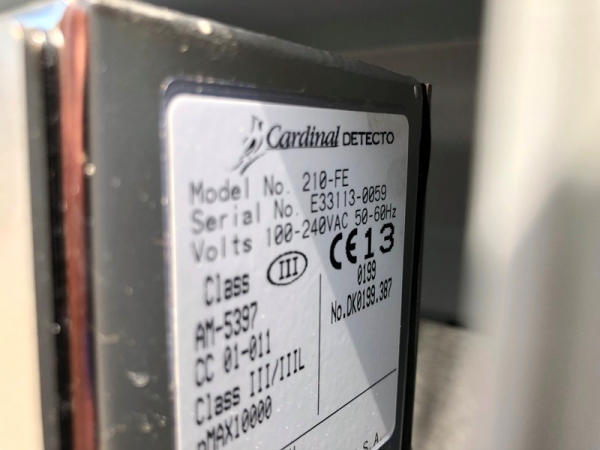 Cardinal DETECTO
Model No. 210-FE
Serial No. E33113-0059
Volts 100-240VAC 50-60Hz
Class III
CE13
0199
No.DK0199.387
AM-5397
CC 01-011
Class III/IIIL
nMAX10000
S.A.